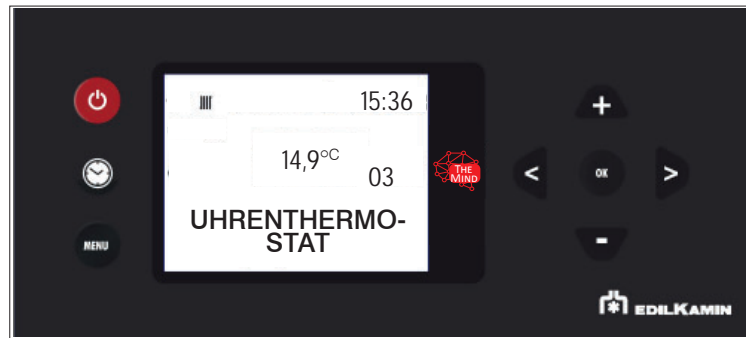 15:36
14,9°C
03
UHRENTHERMO-
STAT
MENU
THE
MIND
+
<
OK
>
-
EDILKAMIN